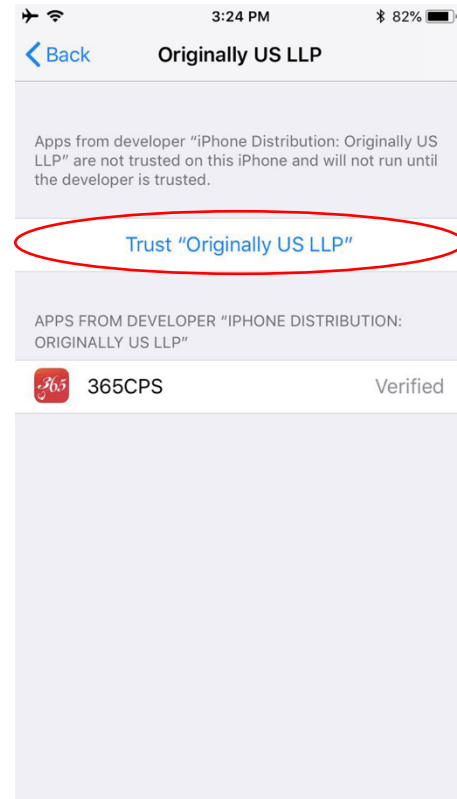 3:24 PM 82%
Back Originally US LLP
Apps from developer “iPhone Distribution: Originally US
LLP” are not trusted on this iPhone and will not run until
the developer is trusted.
Trust “Originally US LLP”
APPS FROM DEVELOPER “IPHONE DISTRIBUTION:
ORIGINALLY US LLP”
365 365CPS Verified